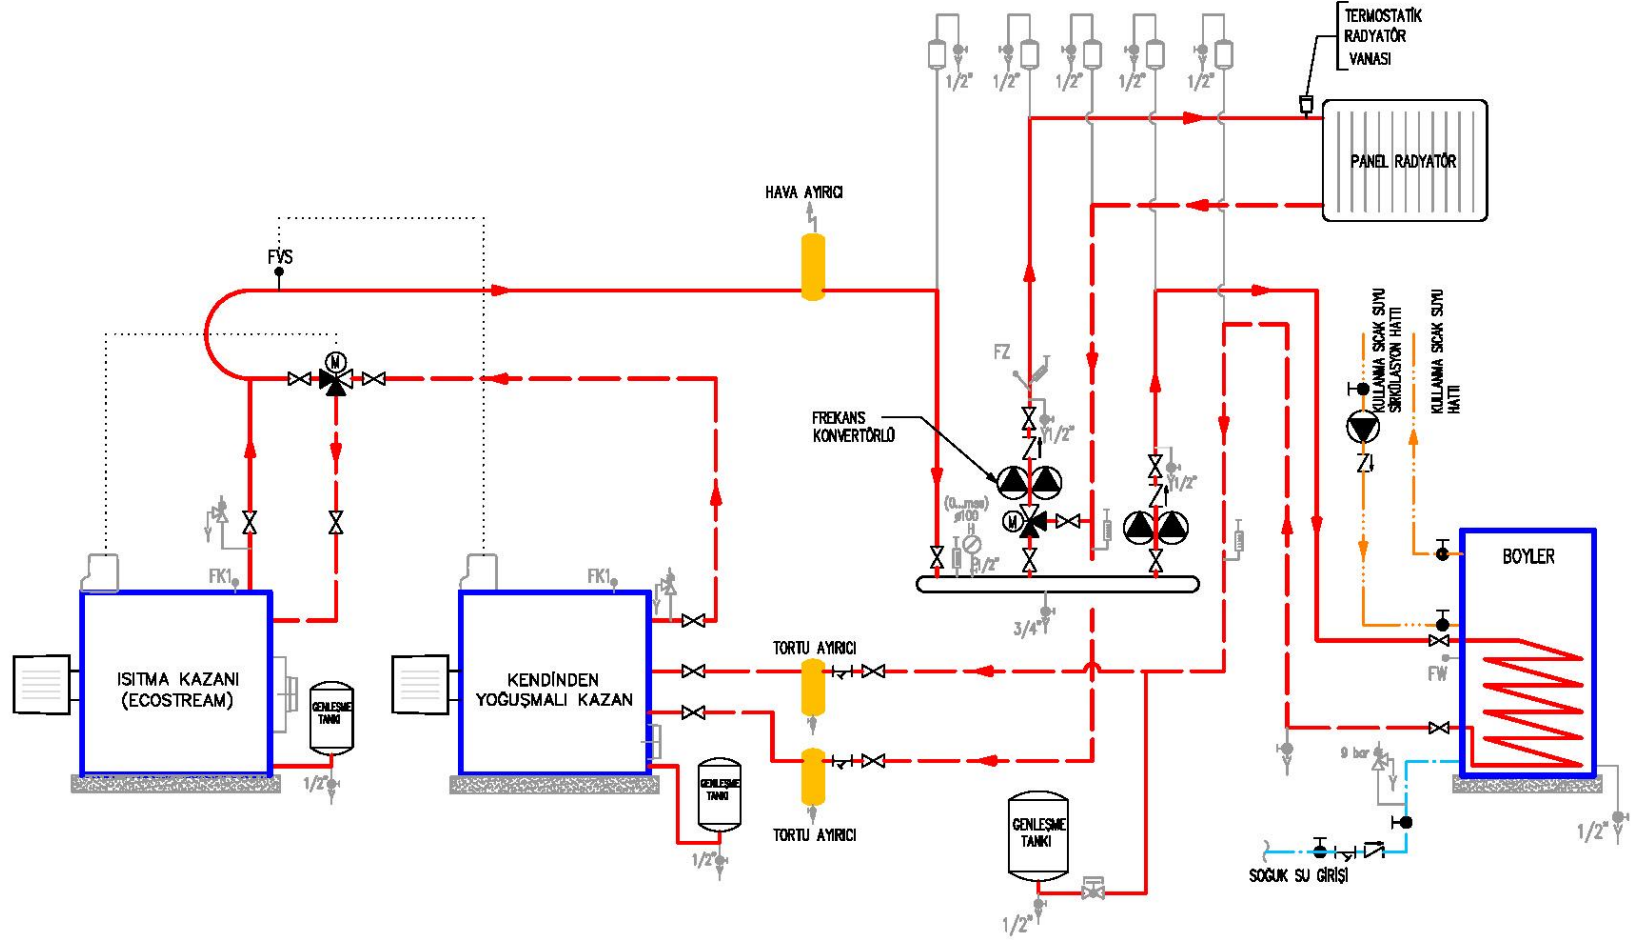 TERMOSTATİK
RADYATÖR
VANASI
1/2"
1/2"
1/2"
1/2"
1/2"
PANEL RADYATÖR
HAVA AYIRICI
FVS
M
FZ
FREKANS
KONVERTÖRLÜ
1/2"
1/2"
(0...max)
ø100
H
1/2"
M
3/4"
KULLANMA SICAK SUYU
SİRKÜLASYON HATTI
KULLANMA SICAK SUYU
HATTI
BOYLER
FK1
FK1
ISITMA KAZANI
(ECOSTREAM)
GENLEŞME
TANKI
1/2"
KENDİNDEN
YOĞUŞMALI KAZAN
GENLEŞME
TANKI
1/2"
TORTU AYIRICI
TORTU AYIRICI
GENLEŞME
TANKI
1/2"
FW
9 bar
1/2"
SOĞUK SU GİRİŞİ